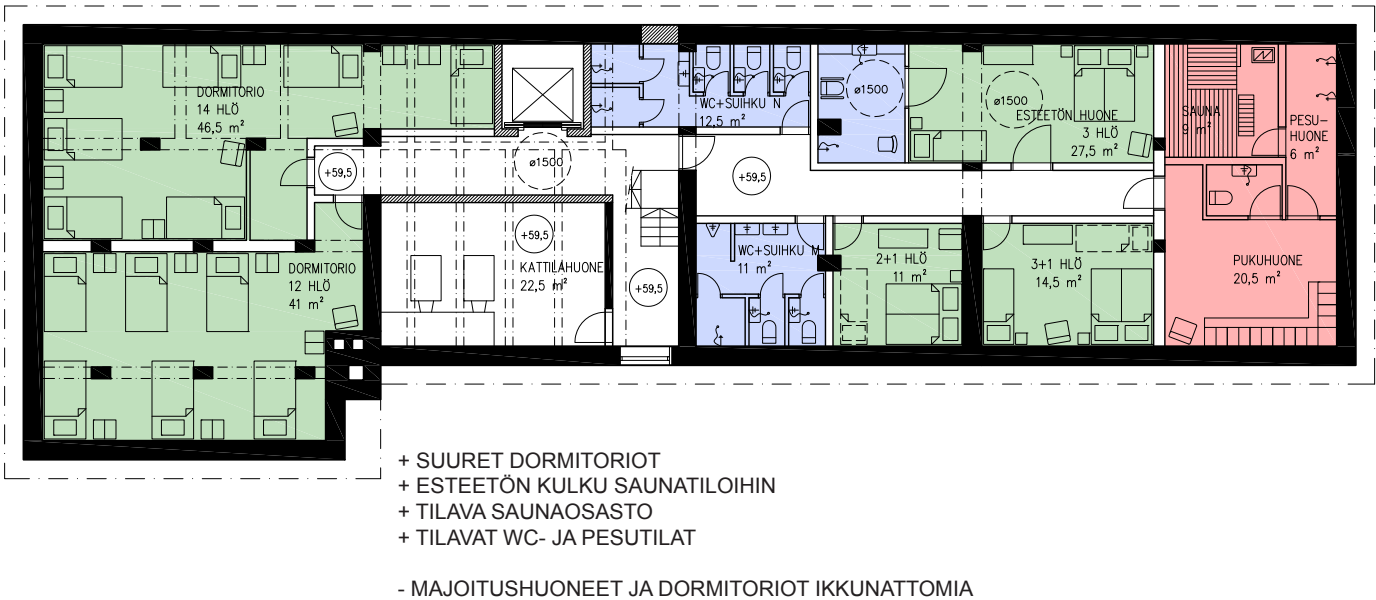 DORMITORIO
14 HLÖ
46,5 m²
WC+SUIHKU N
12,5 m²
ø1500
ø1500
ESTEETÖN HUONE
3 HLÖ
27,5 m²
SAUNA
9 m²
PESU-
HUONE
6 m²
+59,5
ø1500
+59,5
DORMITORIO
12 HLÖ
41 m²
+59,5
KATTILAHUONE
22,5 m²
+59,5
WC+SUIHKU M
11 m²
2+1 HLÖ
11 m²
3+1 HLÖ
14,5 m²
PUKUHUONE
20,5 m²
+ SUURET DORMITORIOT
+ ESTEETÖN KULKU SAUNATILOIHIN
+ TILAVA SAUNAOSASTO
+ TILAVAT WC- JA PESUTILAT
- MAJOITUSHUONEET JA DORMITORIOT IKKUNATTOMIA